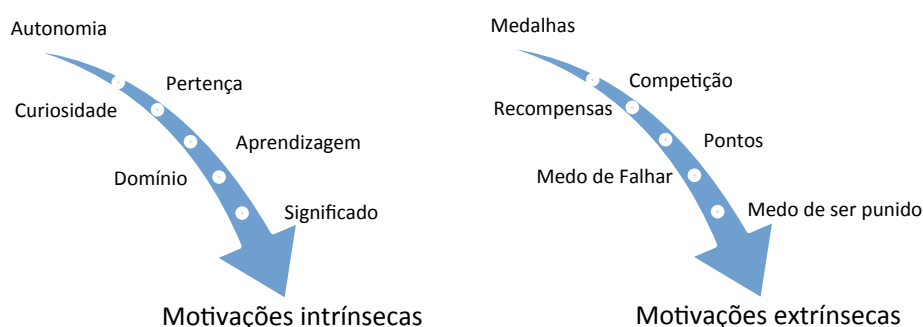 Autonomia
Pertença
Curiosidade
Aprendizagem
Domínio
Significado
Motivações intrínsecas
Medalhas
Competição
Recompensas
Pontos
Medo de Falhar
Medo de ser punido
Motivações extrínsecas